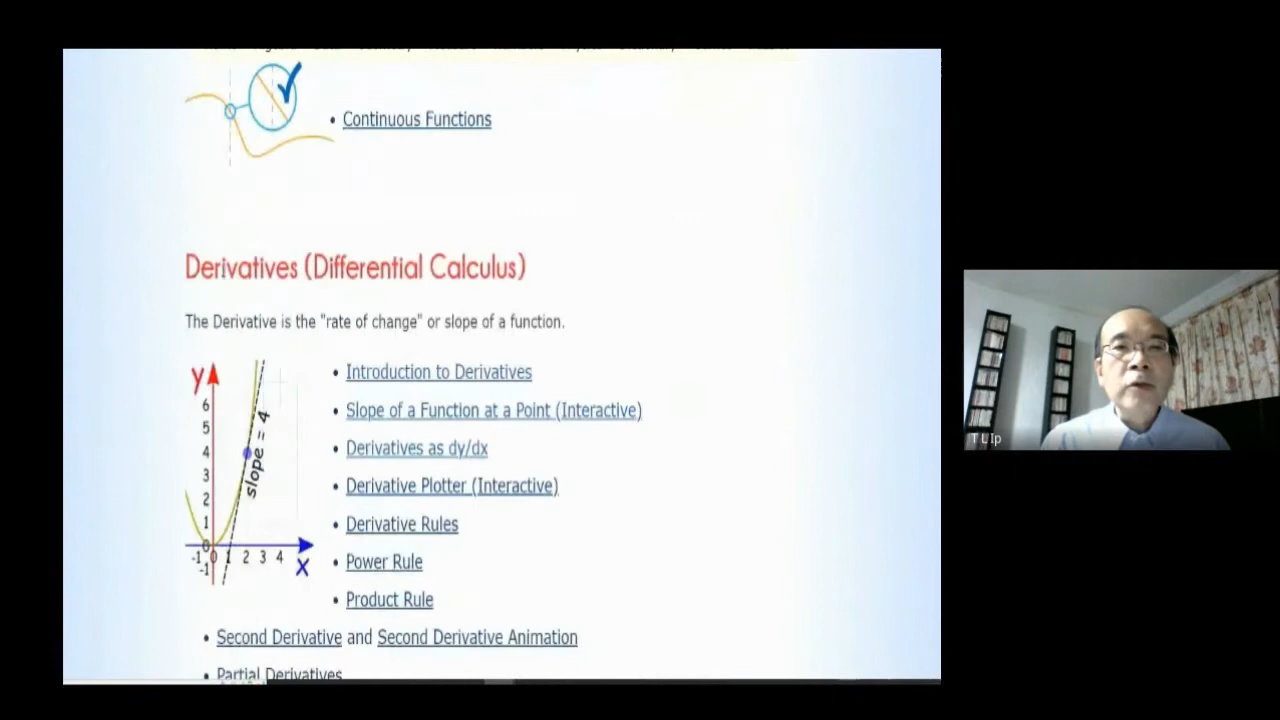 Continuous Functions
Derivatives (Differential Calculus)
The Derivative is the "rate of change" or slope of a function.
y
6
5
4
3
2
1
0
-1
-1 0 1 2 3 4
x
slope = 4
Introduction to Derivatives
Slope of a Function at a Point (Interactive)
Derivatives as dy/dx
Derivative Plotter (Interactive)
Derivative Rules
Power Rule
Product Rule
Second Derivative and Second Derivative Animation
Partial Derivatives
T L Ip